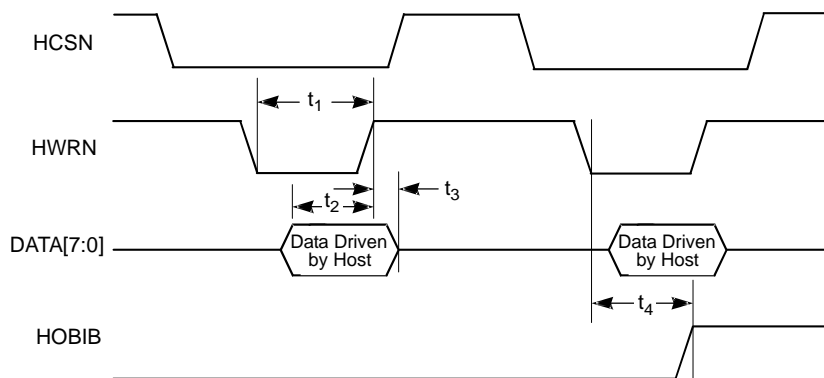 HCSN
t1
HWRN
t2
t3
DATA[7:0]
Data Driven
by Host
Data Driven
by Host
t4
HOBIB